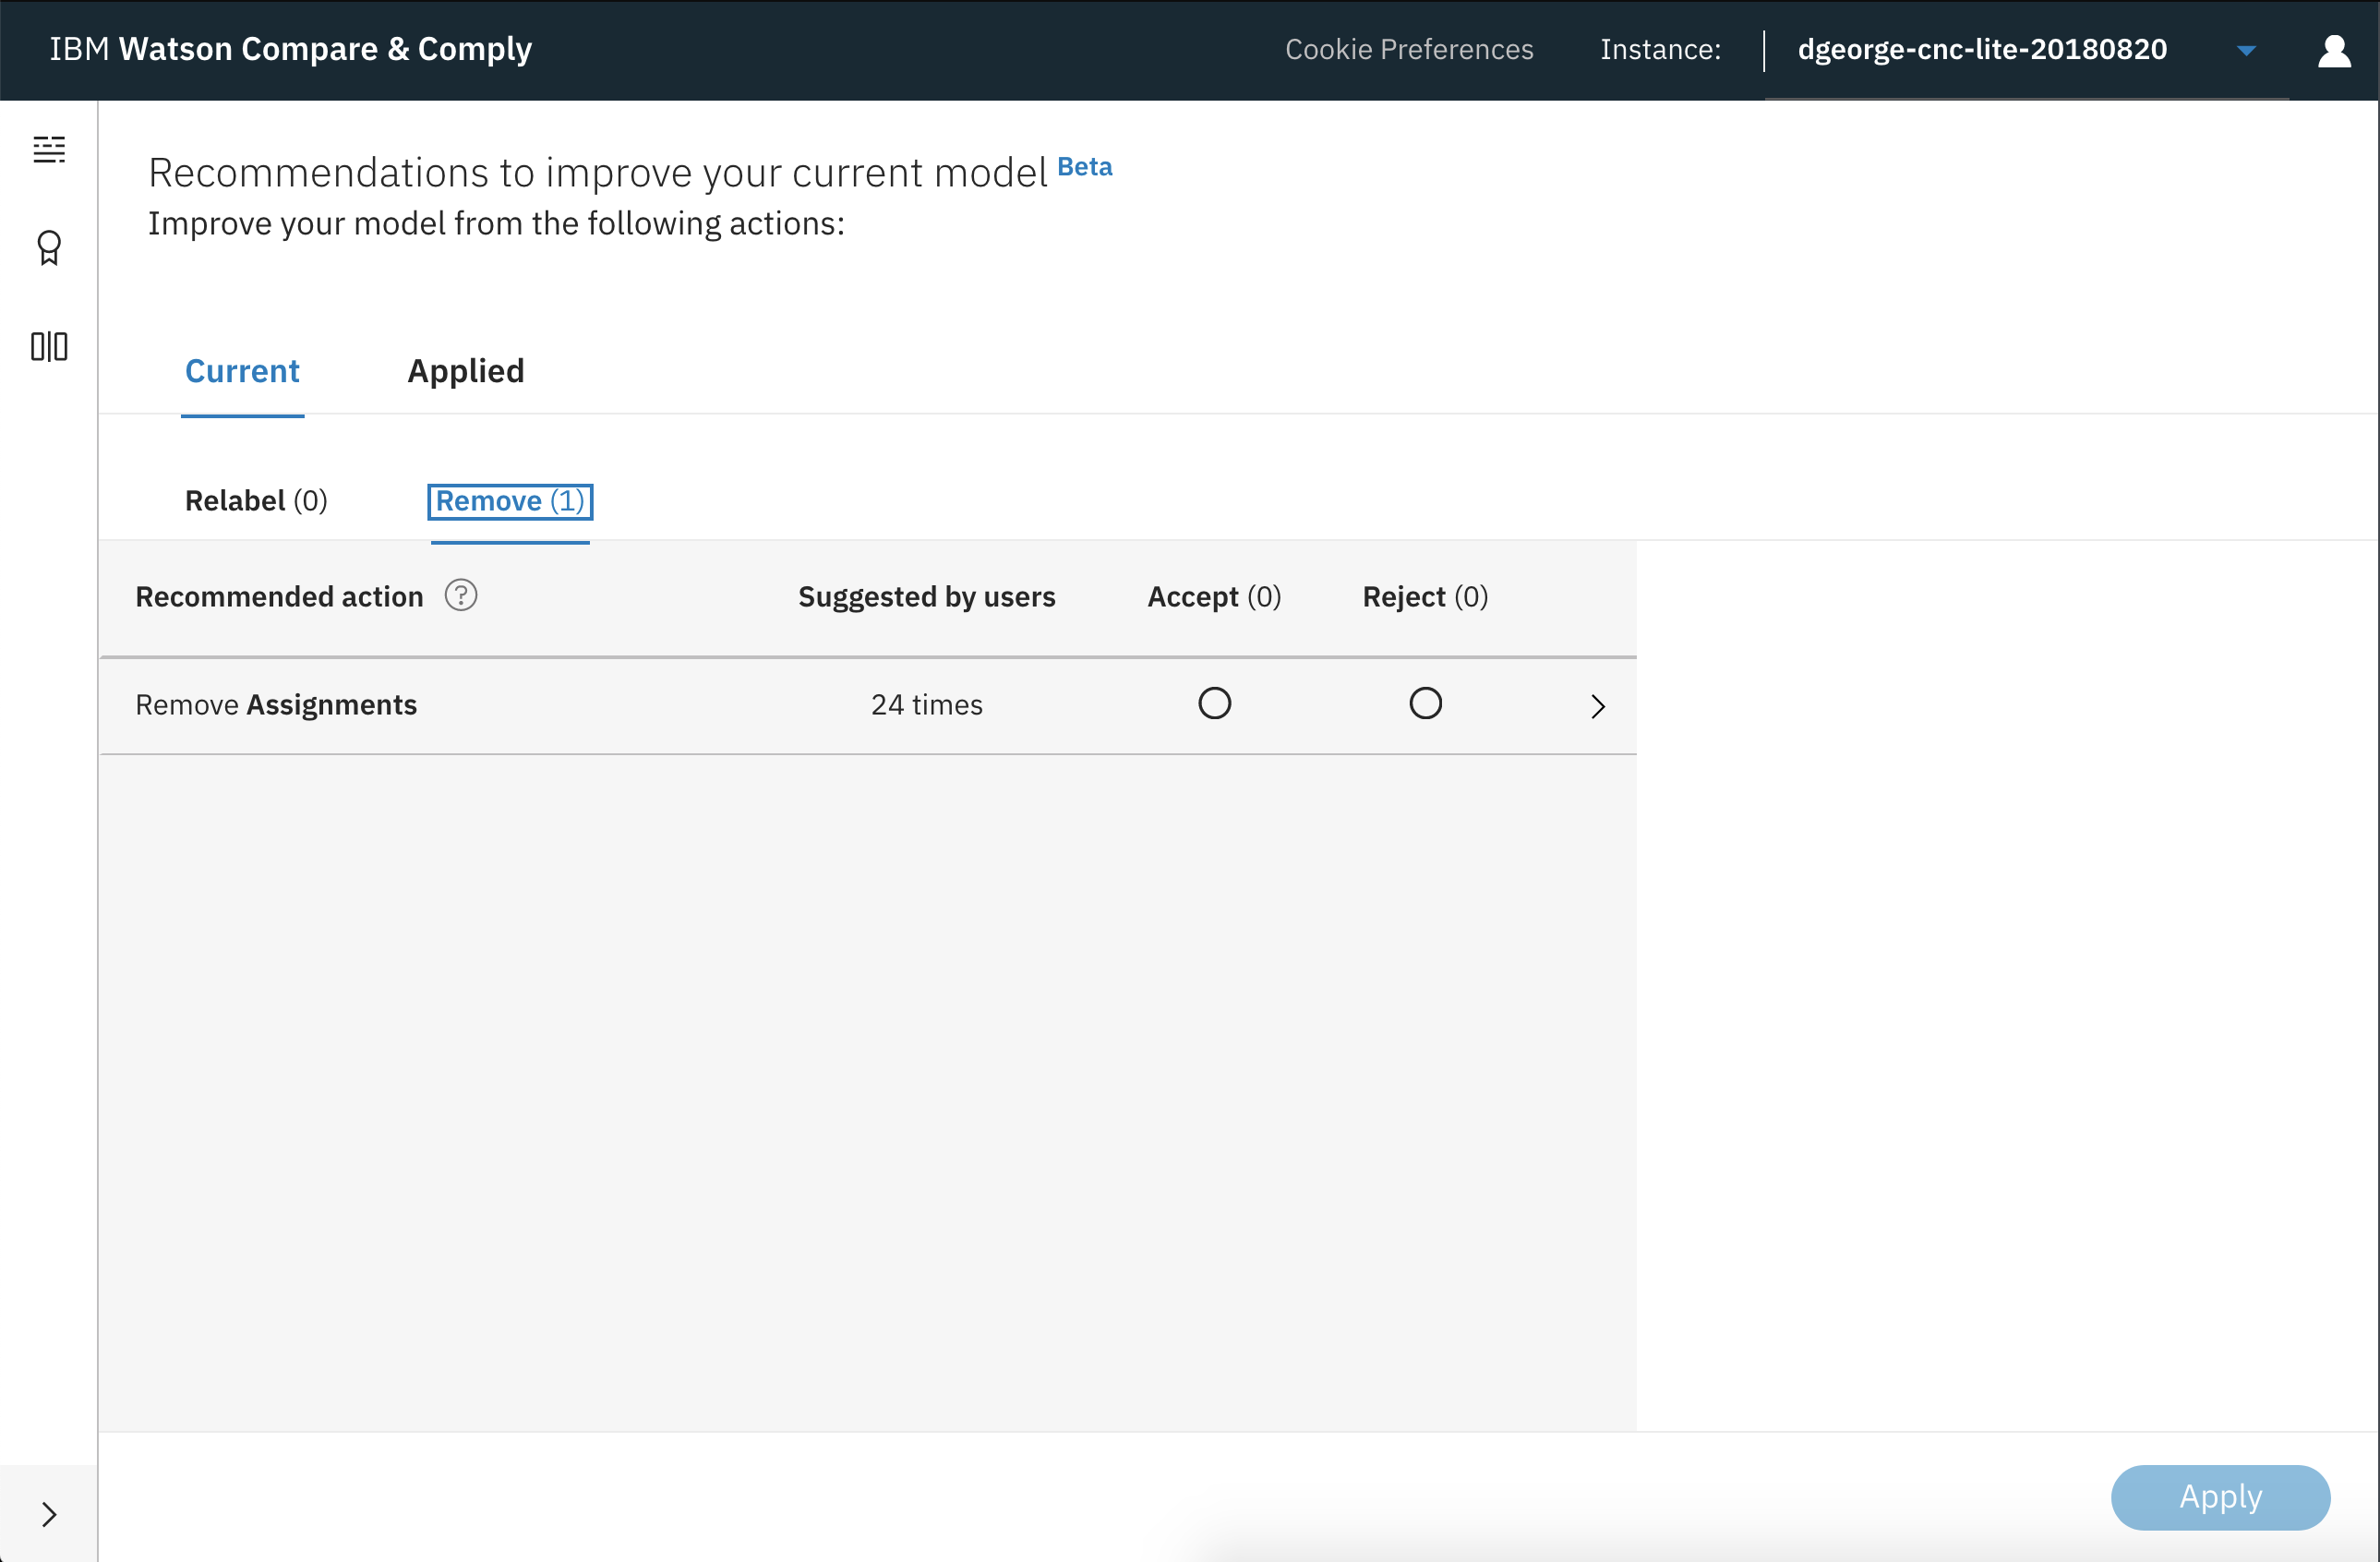 IBM Watson Compare & Comply Cookie Preferences Instance: dgeorge-cnc-lite-20180820
Recommendations to improve your current model Beta
Improve your model from the following actions:
Current Applied
Relabel (0) Remove (1)
Recommended action ? Suggested by users Accept (0) Reject (0)
Remove Assignments 24 times
Apply